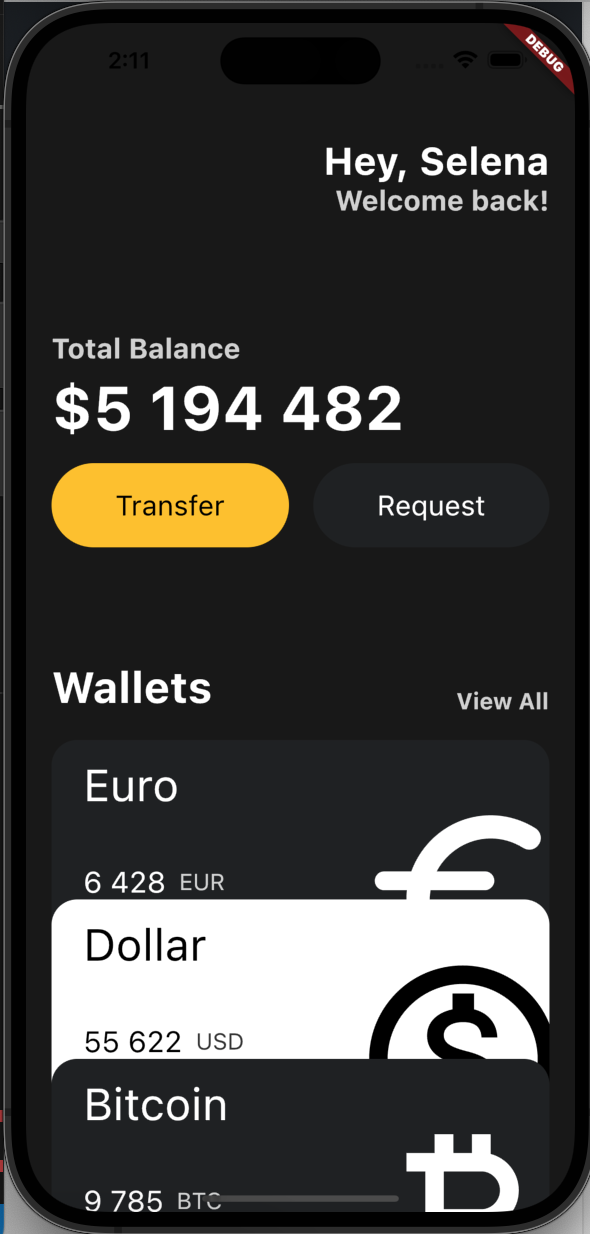 2:11
DEBUG
Hey, Selena
Welcome back!
Total Balance
$5 194 482
Transfer
Request
Wallets
View All
Euro
6 428 EUR
Dollar
55 622 USD
Bitcoin
9 785 BTC